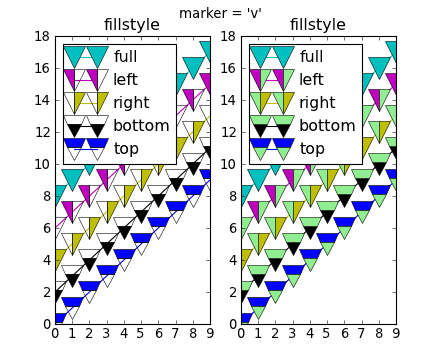 marker = 'v'
fillstyle
18
16
14
12
10
8
6
4
2
0
full
left
right
bottom
top
0 1 2 3 4 5 6 7 8 9
fillstyle
18
16
14
12
10
8
6
4
2
0
full
left
right
bottom
top
0 1 2 3 4 5 6 7 8 9